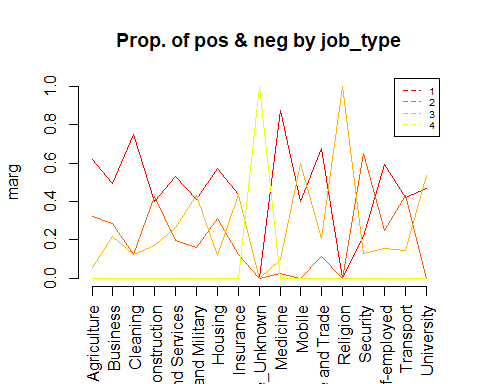 Prop. of pos & neg by job_type
marg
0.0 0.2 0.4 0.6 0.8 1.0
1
2
3
4
Agriculture
Business
Cleaning
onstruction
nd Services
and Military
Housing
Insurance
e_Unknown
Medicine
Mobile
e and Trade
Religion
Security
f-employed
Transport
University